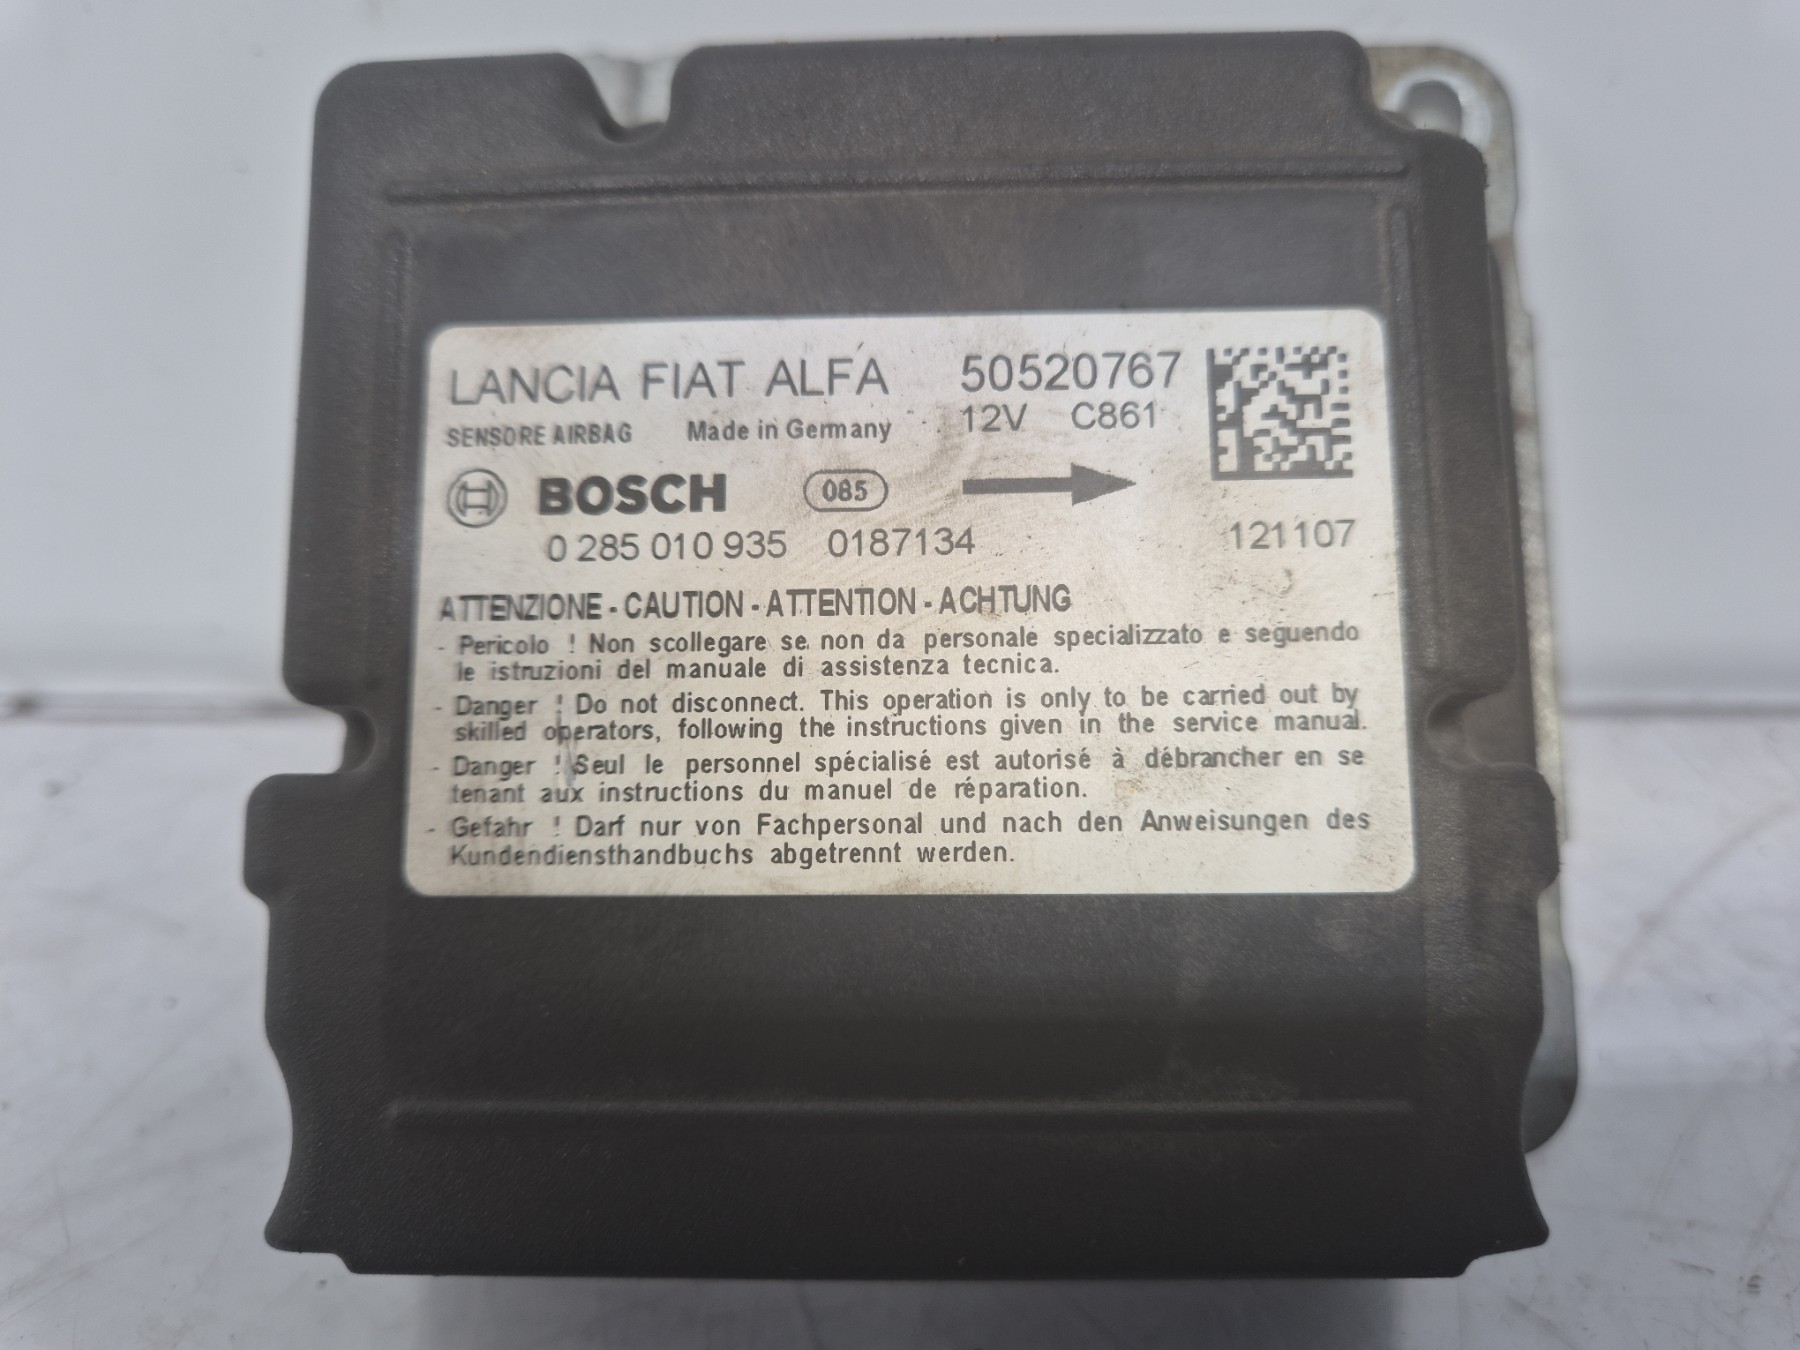 LANCIA FIAT ALFA 50520767
SENSORE AIRBAG Made in Germany 12V C861
BOSCH 085
0 285 010 935 0187134 121107
ATTENZIONE - CAUTION - ATTENTION - ACHTUNG
- Pericolo ! Non scollegare se non da personale specializzato e seguendo
le istruzioni del manuale di assistenza tecnica.
- Danger ! Do not disconnect. This operation is only to be carried out by
skilled operators, following the instructions given in the service manual.
- Danger ! Seul le personnel spécialisé est autorisé à débrancher en se
tenant aux instructions du manuel de réparation.
- Gefahr ! Darf nur von Fachpersonal und nach den Anweisungen des
Kundendiensthandbuchs abgetrennt werden.